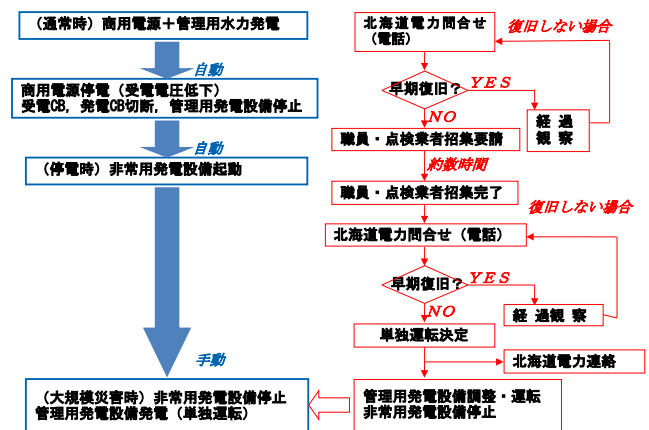 （通常時）商用電源＋管理用水力発電
自動
商用電源停電（受電電圧低下）
受電CB，発電CB切断，管理用発電設備停止
自動
（停電時）非常用発電設備起動
手動
（大規模災害時）非常用発電設備停止
管理用発電設備発電（単独運転）
北海道電力問合せ
（電話）
復旧しない場合
早期復旧？
YES
NO
経 過
観 察
職員・点検業者招集要請
約数時間
職員・点検業者招集完了
復旧しない場合
北海道電力問合せ（電話）
早期復旧？
YES
NO
経 過観 察
単独運転決定
北海道電力連絡
管理用発電設備調整・運転
非常用発電設備停止